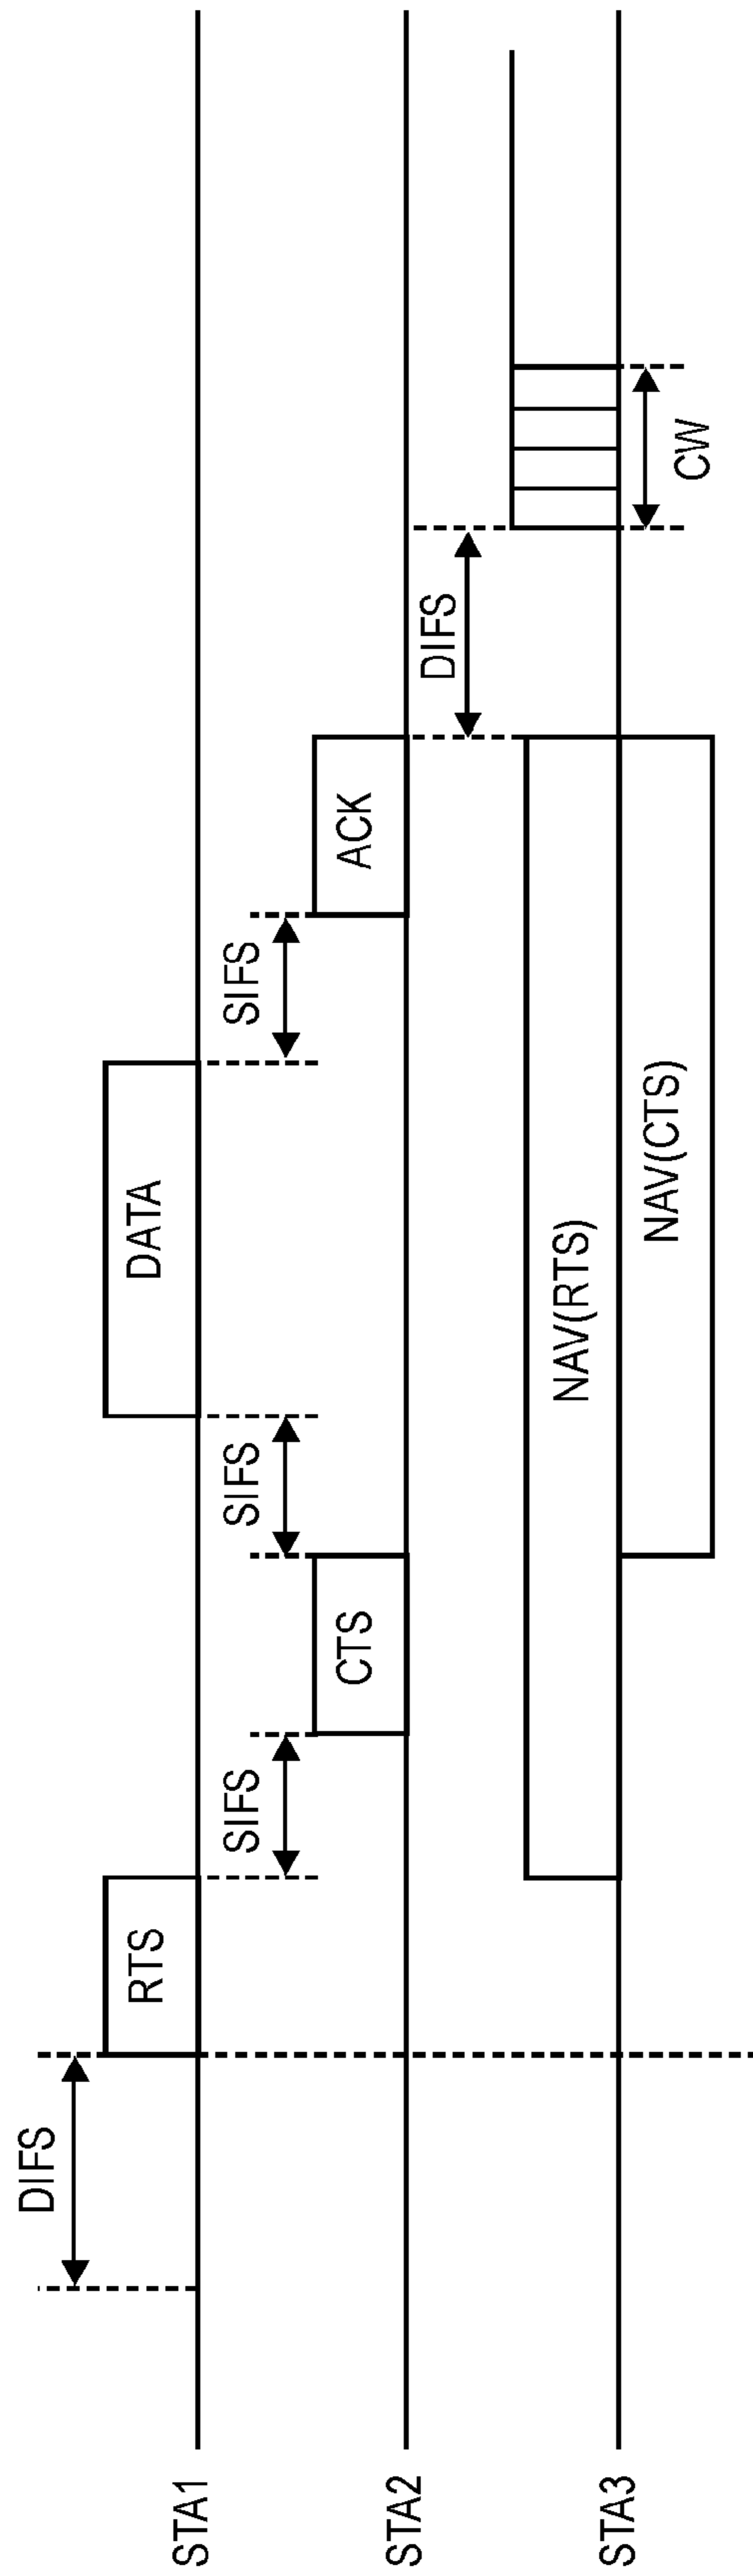 DIFS
RTS
DATA
STA1
SIFS
SIFS
SIFS
CTS
ACK
STA2
DIFS
NAV(RTS)
STA3
NAV(CTS)
CW